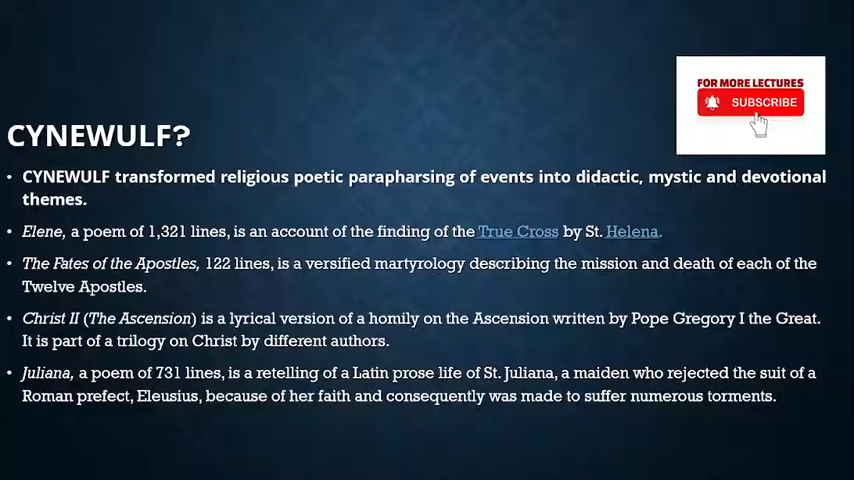 FOR MORE LECTURES
SUBSCRIBE
CYNEWULF?
• CYNEWULF transformed religious poetic parapharsing of events into didactic, mystic and devotional
themes.
• Elene, a poem of 1,321 lines, is an account of the finding of the True Cross by St. Helena.
• The Fates of the Apostles, 122 lines, is a versified martyrology describing the mission and death of each of the
Twelve Apostles.
• Christ II (The Ascension) is a lyrical version of a homily on the Ascension written by Pope Gregory I the Great.
It is part of a trilogy on Christ by different authors.
• Juliana, a poem of 731 lines, is a retelling of a Latin prose life of St. Juliana, a maiden who rejected the suit of a
Roman prefect, Eleusius, because of her faith and consequently was made to suffer numerous torments.